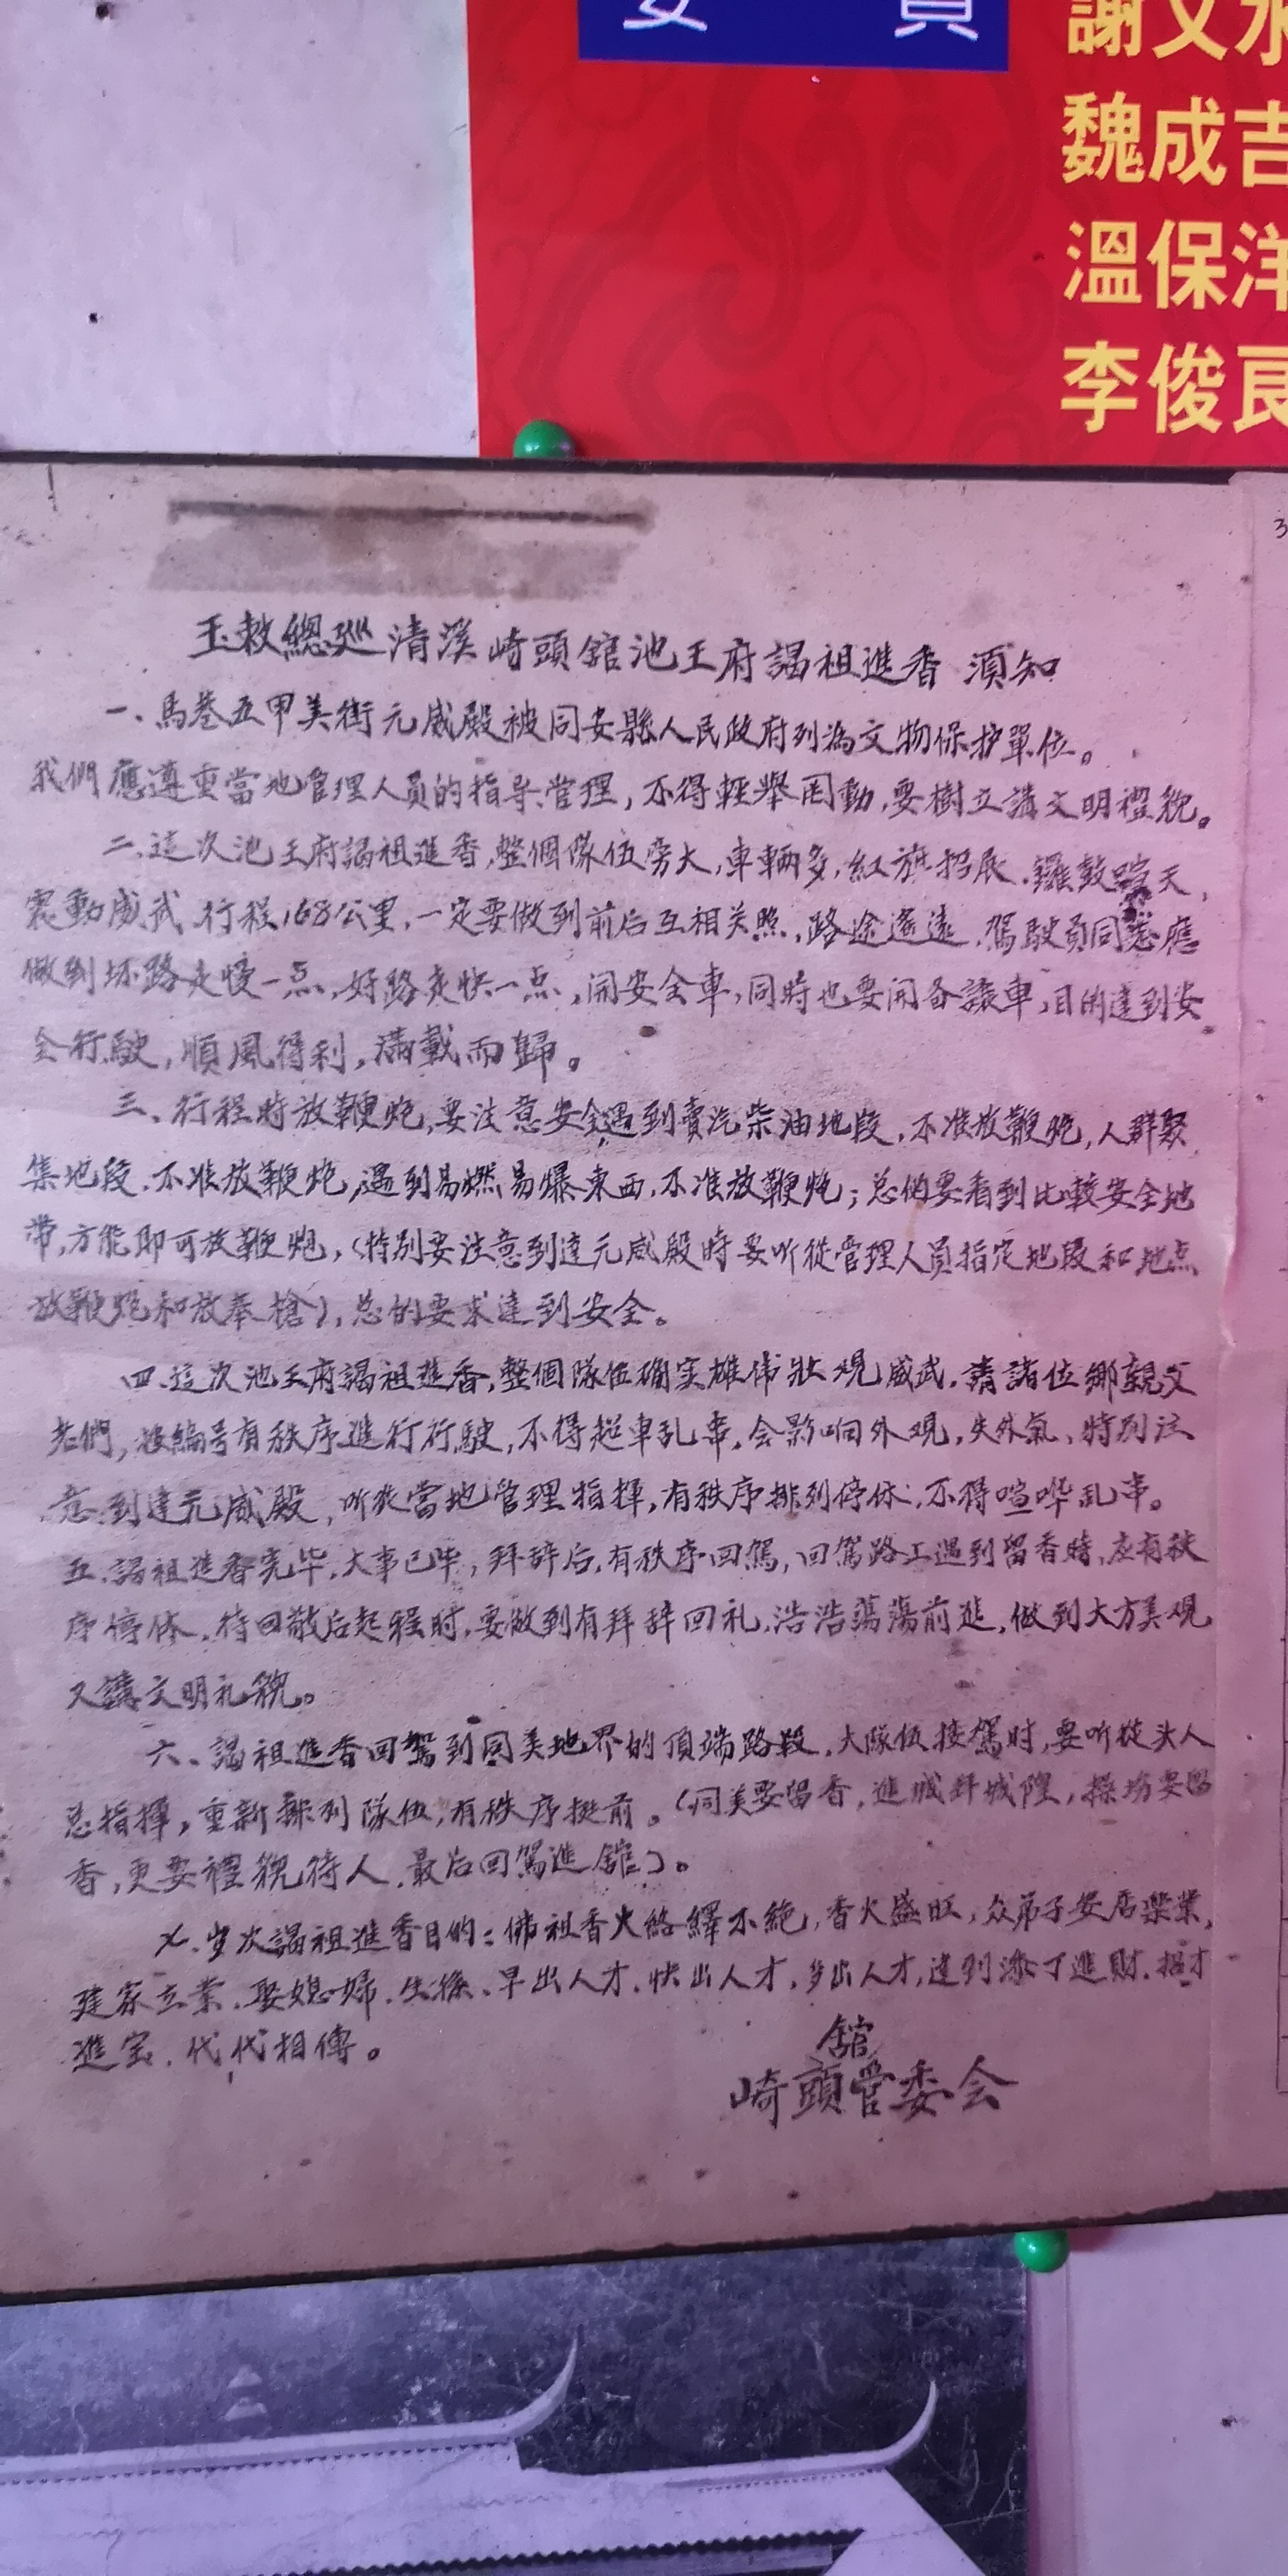 委 員
謝文水
魏成吉
溫保洋
李俊良
玉敕總巡清溪崎頭舘池王府謁祖進香 須知
一、馬巷五甲美街元威殿被同安縣人民政府列為文物保护單位。
我們應遵重當地管理人員的指导管理,不得輕舉罔動,要樹立講文明禮貌。
二、這次池王府謁祖進香,整個隊伍旁大,車輛多,紅旗招展、鑼鼓喧天、
震動威武、行程168公里,一定要做到前后互相关照,路途遙遠,駕駛員同志應
做到坏路走慢一点,好路走快一点,開安全車,同時也要開各讓車,目的達到安
全行駛,順風得利,滿載而歸。
三、行程時放鞭炮,要注意安全,遇到賣汽柴油地段,不准放鞭炮,人群聚
集地段,不准放鞭炮,遇到易燃易爆東西,不准放鞭炮;总的要看到比較安全地
帶,方能即可放鞭炮,(特別要注意到達元威殿時要听從管理人員指定地段和地点
放鞭炮和放奉槍),总的要求達到安全。
四、這次池王府謁祖進香,整個隊伍确实雄偉壯观威武,請諸位鄉親父
老們,按編号有秩序進行行駛,不得超車乱串,会影响外观,失外氣、特別注
意到達元威殿,听從當地管理指揮,有秩序排列停休,不得喧哗乱串。
五、謁祖進香完毕,大事已毕,拜辞后,有秩序回駕,回駕路上遇到留香時,应有秩
序停休,待回敬后起程时,要做到有拜辞回礼,浩浩蕩蕩前進,做到大方美观
又講文明礼貌。
六、謁祖進香回駕到同美地界的頂端路段,大隊伍接駕时,要听從头人
总指揮,重新排列隊伍,有秩序挺前。(同美要留香,進城拜城隍,操场要留
香,更要禮貌待人,最后回駕進舘)。
七、岁次謁祖進香目的:佛祖香火絡繹不絕,香火盛旺,众弟子安居樂業,
建家立業、娶媳婦、生孫、早出人才、快出人才、多出人才,達到添丁進財、招才
進宝、代代相傳。
崎頭舘管委会